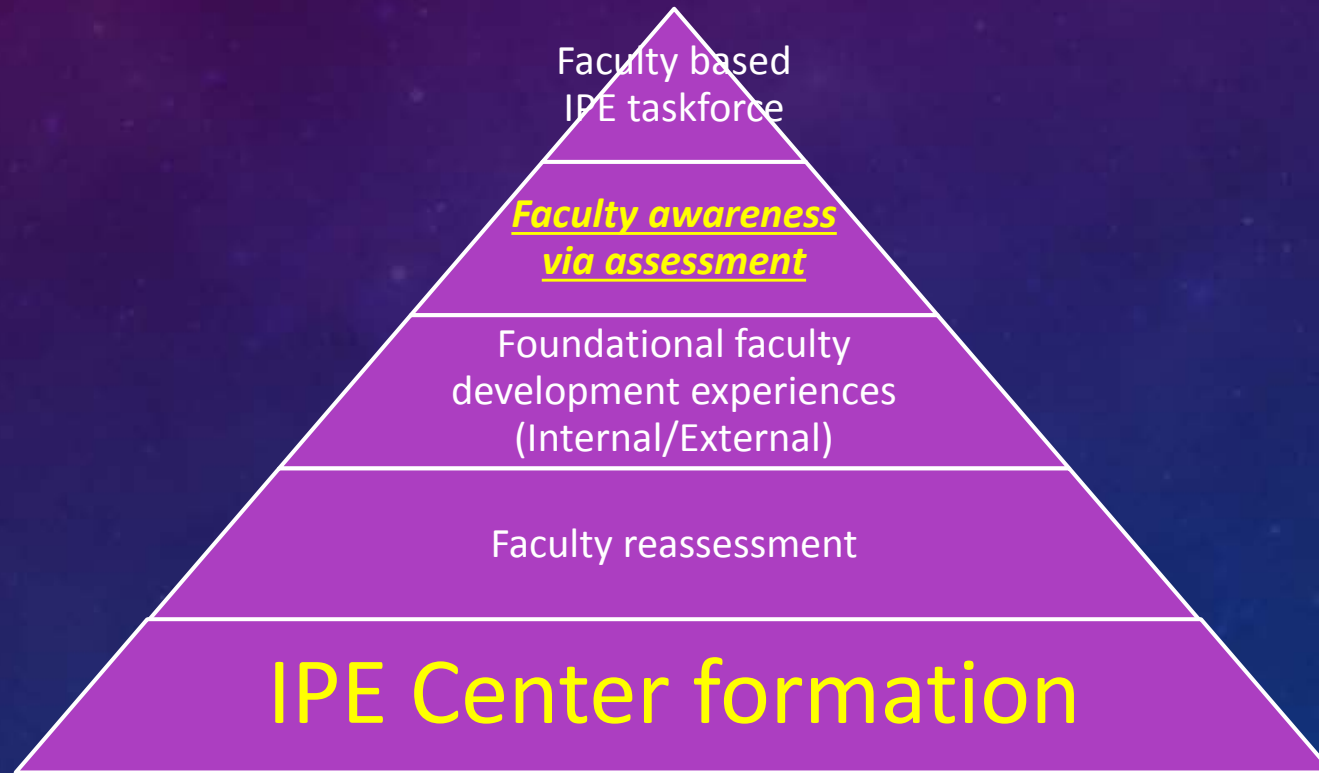 Faculty based
IPE taskforce
Faculty awareness
via assessment
Foundational faculty
development experiences
(Internal/External)
Faculty reassessment
IPE Center formation